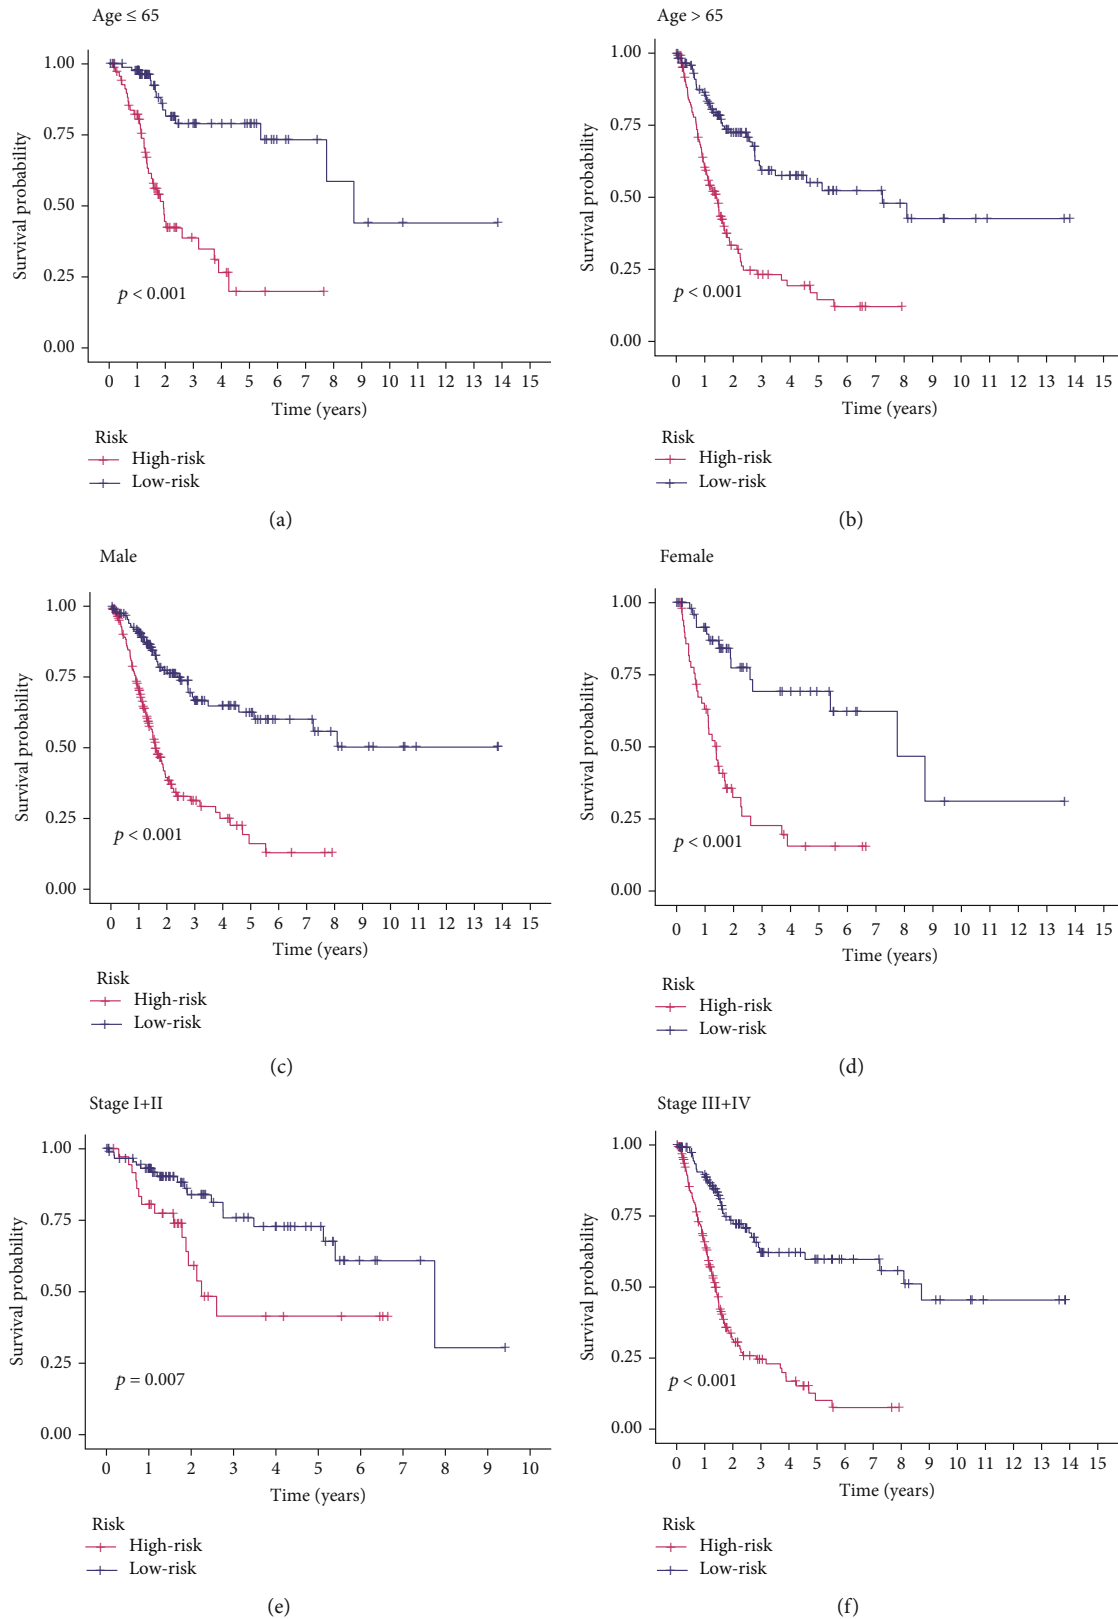 Age ≤ 65
Survival probability
1.00
0.75
0.50
0.25
0.00
p < 0.001
0 1 2 3 4 5 6 7 8 9 10 11 12 13 14 15
Time (years)
Risk
High-risk
Low-risk
(a)
Age > 65
Survival probability
1.00
0.75
0.50
0.25
0.00
p < 0.001
0 1 2 3 4 5 6 7 8 9 10 11 12 13 14 15
Time (years)
Risk
High-risk
Low-risk
(b)
Male
Survival probability
1.00
0.75
0.50
0.25
0.00
p < 0.001
0 1 2 3 4 5 6 7 8 9 10 11 12 13 14 15
Time (years)
Risk
High-risk
Low-risk
(c)
Female
Survival probability
1.00
0.75
0.50
0.25
0.00
p < 0.001
0 1 2 3 4 5 6 7 8 9 10 11 12 13 14 15
Time (years)
Risk
High-risk
Low-risk
(d)
Stage I+II
Survival probability
1.00
0.75
0.50
0.25
0.00
p = 0.007
0 1 2 3 4 5 6 7 8 9 10
Time (years)
Risk
High-risk
Low-risk
(e)
Stage III+IV
Survival probability
1.00
0.75
0.50
0.25
0.00
p < 0.001
0 1 2 3 4 5 6 7 8 9 10 11 12 13 14 15
Time (years)
Risk
High-risk
Low-risk
(f)